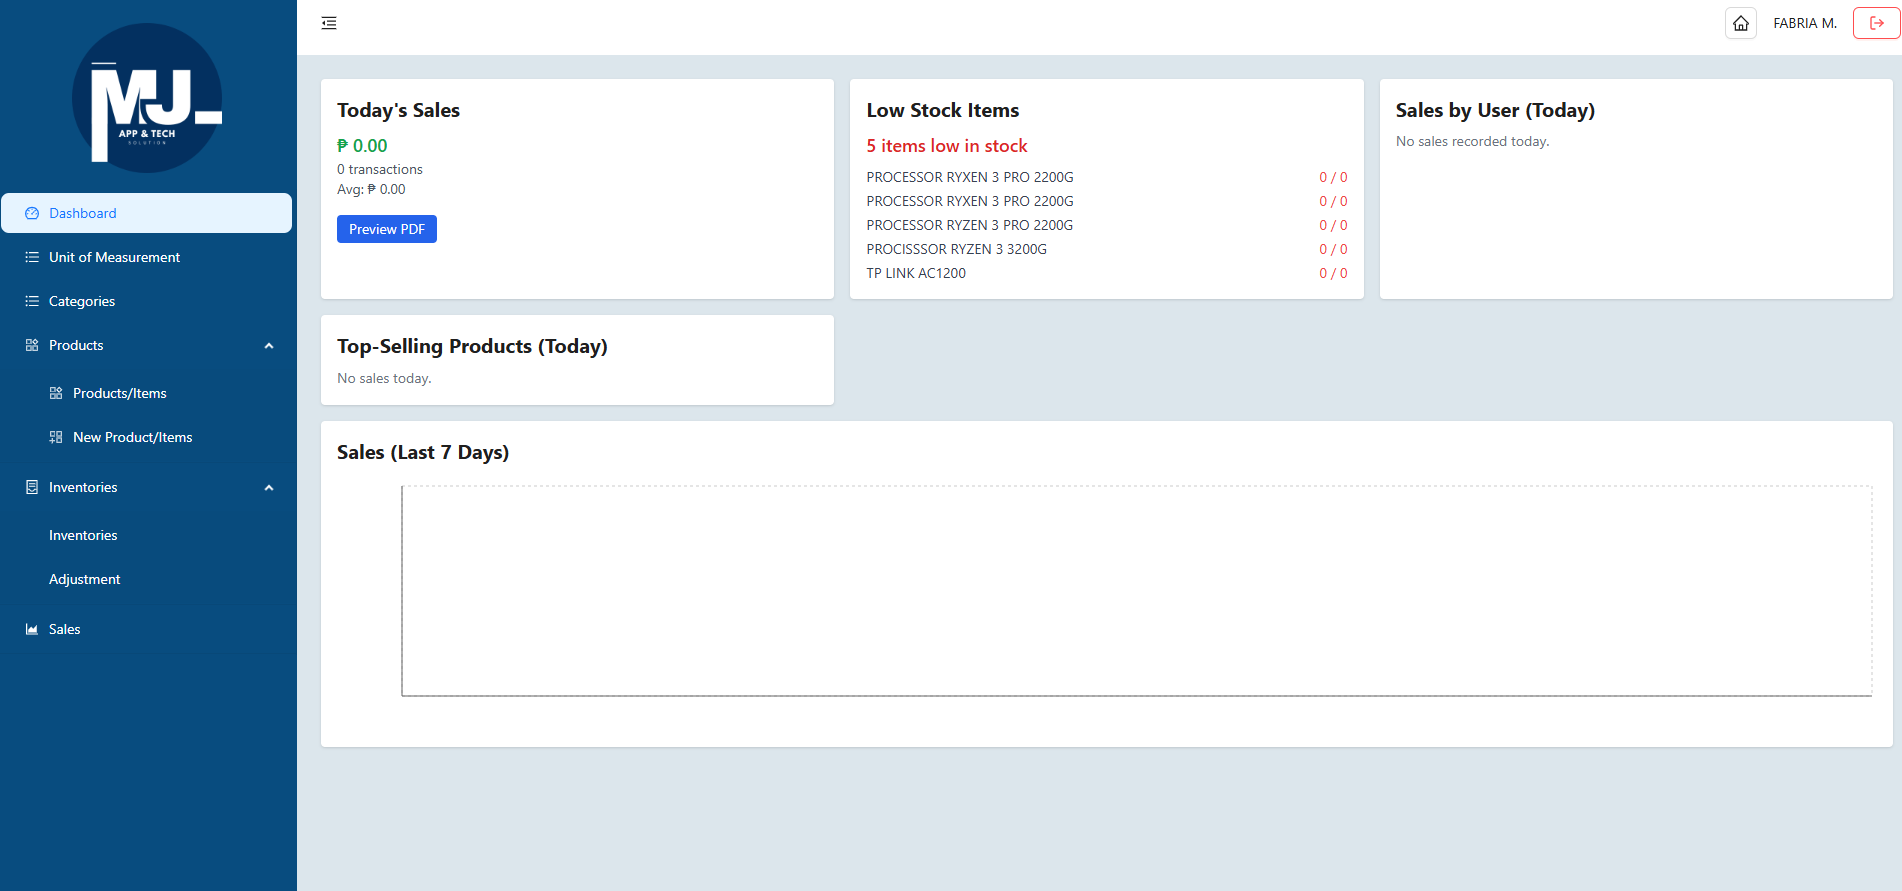 MJ
APP & TECH
SOLUTION
Dashboard
Unit of Measurement
Categories
Products
Products/Items
New Product/Items
Inventories
Inventories
Adjustment
Sales
FABRIA M.
Today's Sales
₱ 0.00
0 transactions
Avg: ₱ 0.00
Preview PDF
Low Stock Items
5 items low in stock
PROCESSOR RYXEN 3 PRO 2200G 0 / 0
PROCESSOR RYXEN 3 PRO 2200G 0 / 0
PROCESSOR RYZEN 3 PRO 2200G 0 / 0
PROCISSSOR RYZEN 3 3200G 0 / 0
TP LINK AC1200 0 / 0
Sales by User (Today)
No sales recorded today.
Top-Selling Products (Today)
No sales today.
Sales (Last 7 Days)